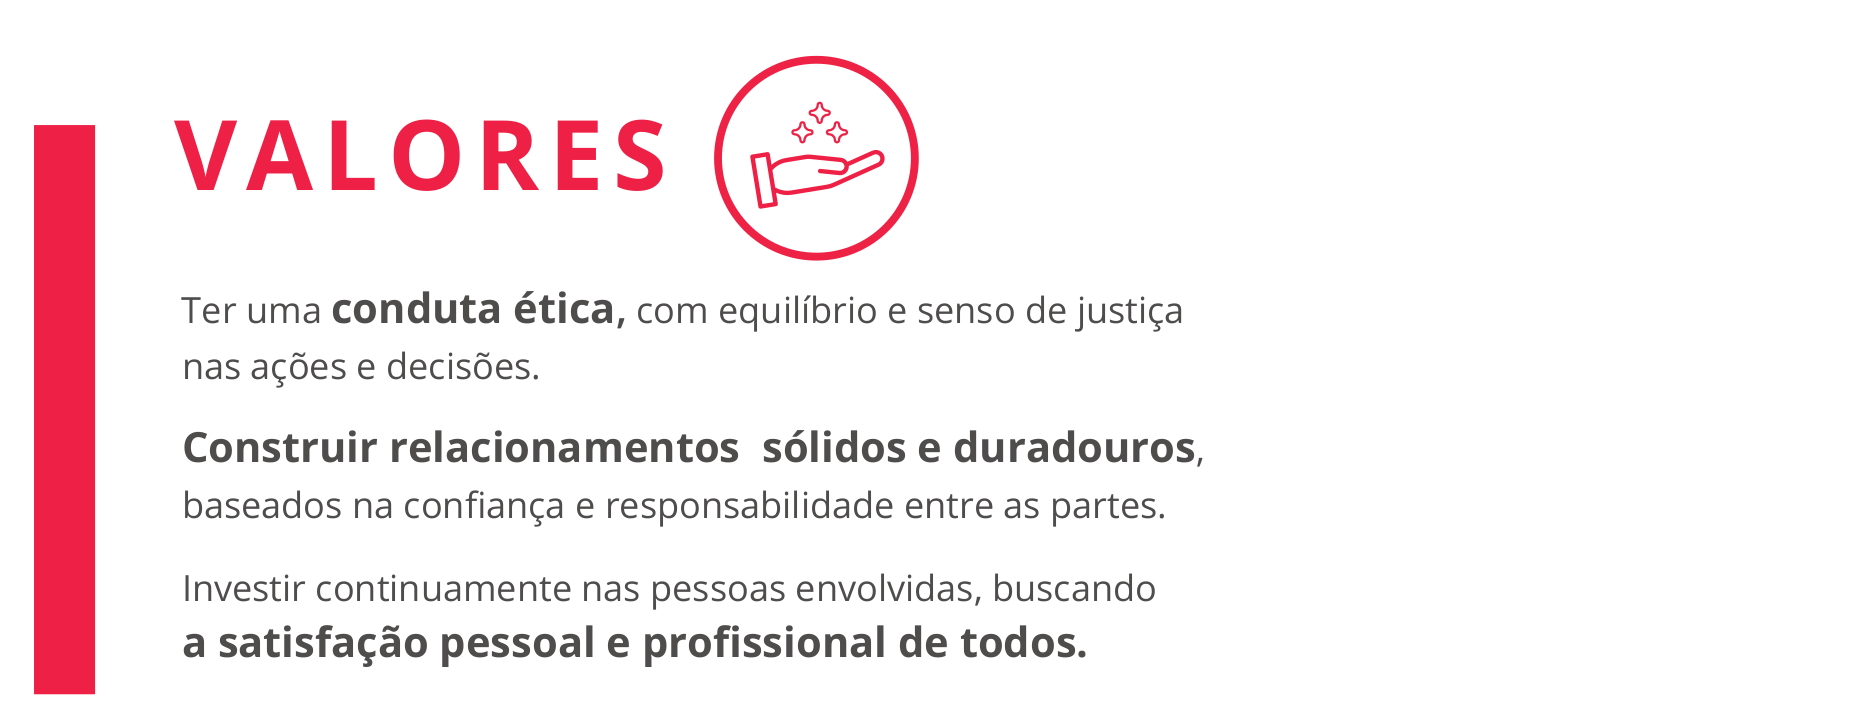 VALORES
Ter uma conduta ética, com equilíbrio e senso de justiça
nas ações e decisões.
Construir relacionamentos  sólidos e duradouros,
baseados na confiança e responsabilidade entre as partes.
Investir continuamente nas pessoas envolvidas, buscando
a satisfação pessoal e profissional de todos.